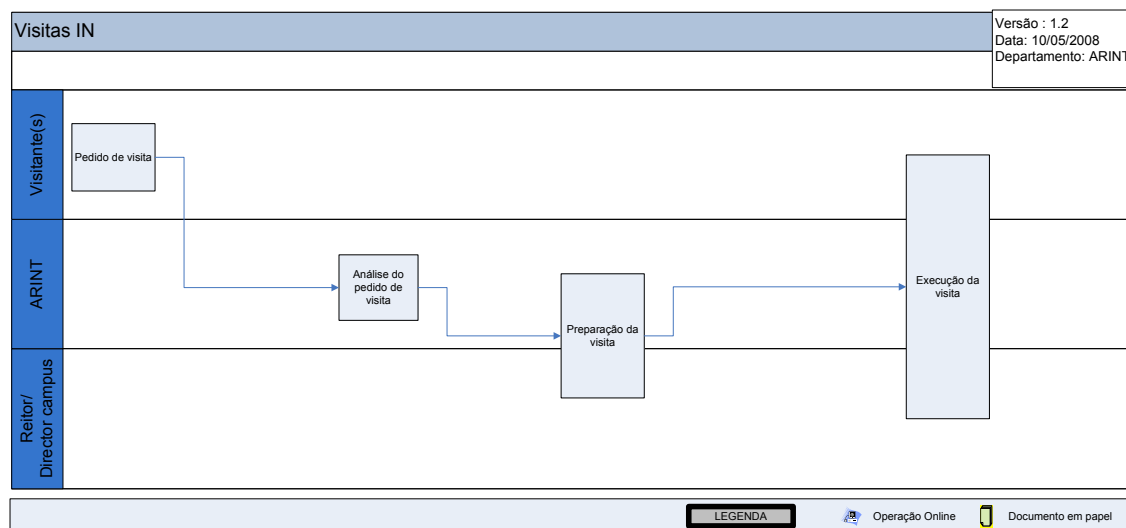 Visitas IN
Versão : 1.2
Data: 10/05/2008
Departamento: ARINT
Visitante(s)
Pedido de visita
ARINT
Análise do
pedido de
visita
Preparação da
visita
Execução da
visita
Reitor/
Director campus
LEGENDA
Operação Online
Documento em papel